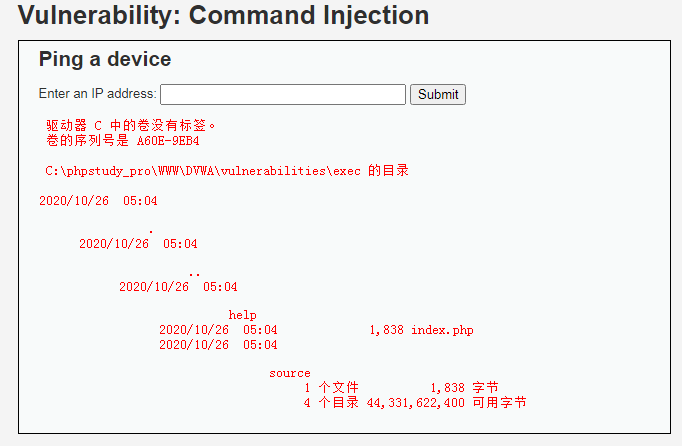 Vulnerability: Command Injection
Ping a device
Enter an IP address: Submit
驱动器 C 中的卷没有标签。
卷的序列号是 A60E-9EB4
C:\phpstudy_pro\WWW\DVWA\vulnerabilities\exec 的目录
2020/10/26 05:04
.
2020/10/26 05:04
..
2020/10/26 05:04
help
2020/10/26 05:04 1,838 index.php
2020/10/26 05:04
source
1 个文件 1,838 字节
4 个目录 44,331,622,400 可用字节